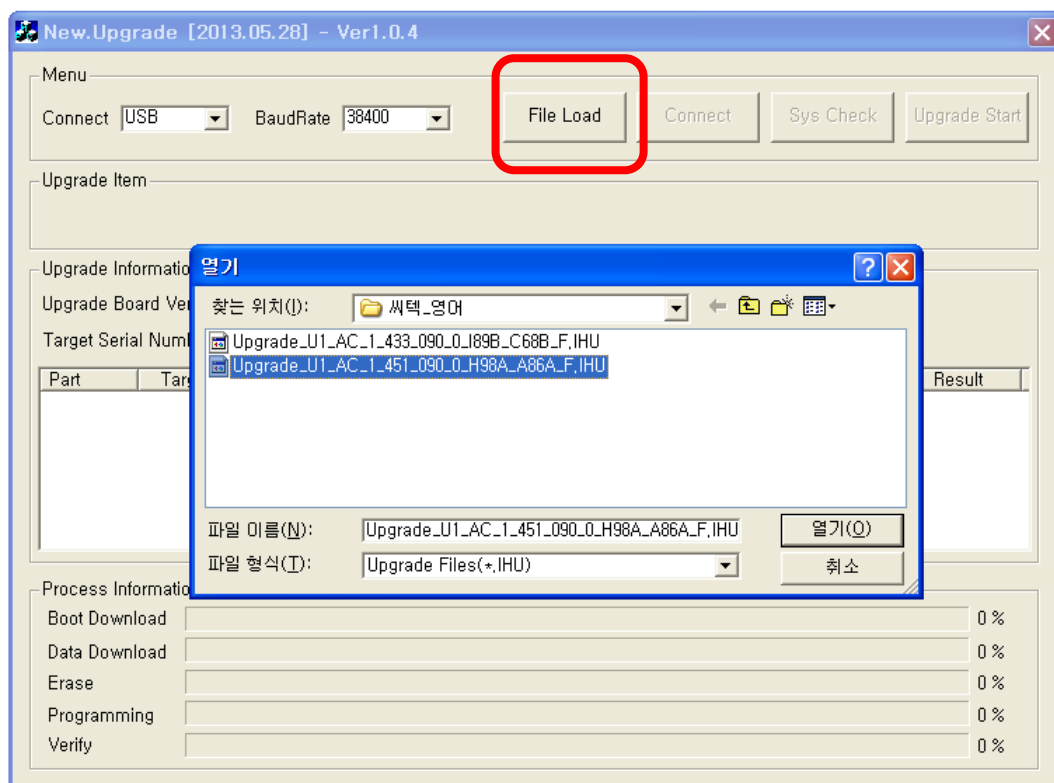 New.Upgrade [2013.05.28] - Ver1.0.4
Menu
Connect USB BaudRate 38400 File Load Connect Sys Check Upgrade Start
Upgrade Item
Upgrade Informatio
열기
찾는 위치(I): 씨텍_영어
Upgrade Board Ver
Target Serial Numb
Upgrade_U1_AC_1_433_090_0_I89B_C68B_F.IHU
Upgrade_U1_AC_1_451_090_0_H98A_A86A_F.IHU
Part Targ Result
파일 이름(N): Upgrade_U1_AC_1_451_090_0_H98A_A86A_F.IHU 열기(O)
파일 형식(T): Upgrade Files(*.IHU) 취소
Process Informatio
Boot Download 0 %
Data Download 0 %
Erase 0 %
Programming 0 %
Verify 0 %